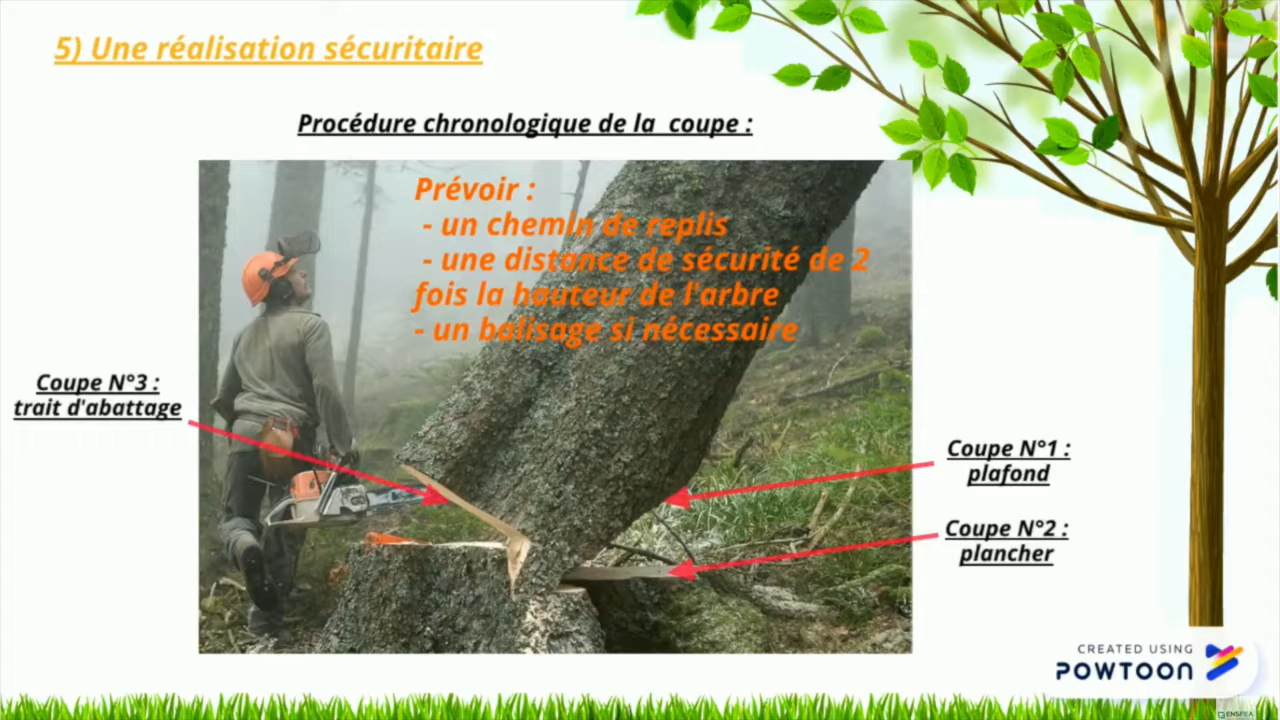 5) Une réalisation sécuritaire
Procédure chronologique de la coupe :
Prévoir :
- un chemin de replis
- une distance de sécurité de 2
fois la hauteur de l'arbre
- un balisage si nécessaire
Coupe N°3 :
trait d'abattage
Coupe N°1 :
plafond
Coupe N°2 :
plancher
CREATED USING
POWTOON
ENSFEA